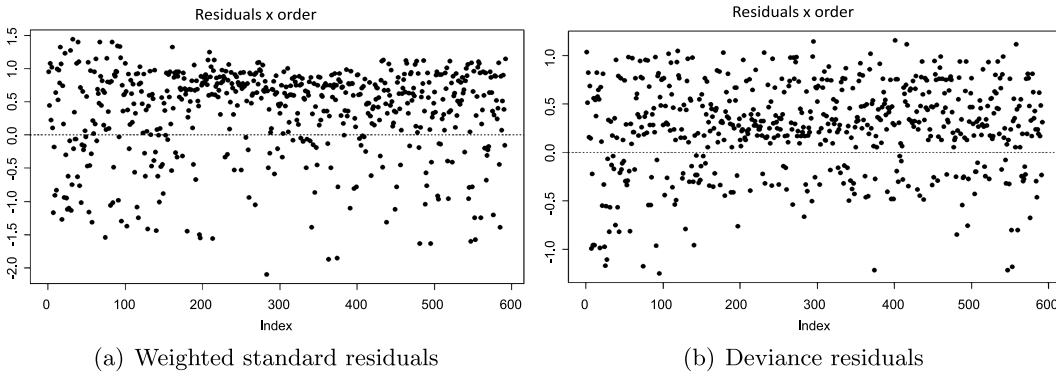 Residuals x order
1.5
1.0
0.5
0.0
-0.5
-1.0
-1.5
-2.0
0 100 200 300 400 500 600
Index
(a) Weighted standard residuals
Residuals x order
1.0
0.5
0.0
-0.5
-1.0
0 100 200 300 400 500 600
Index
(b) Deviance residuals